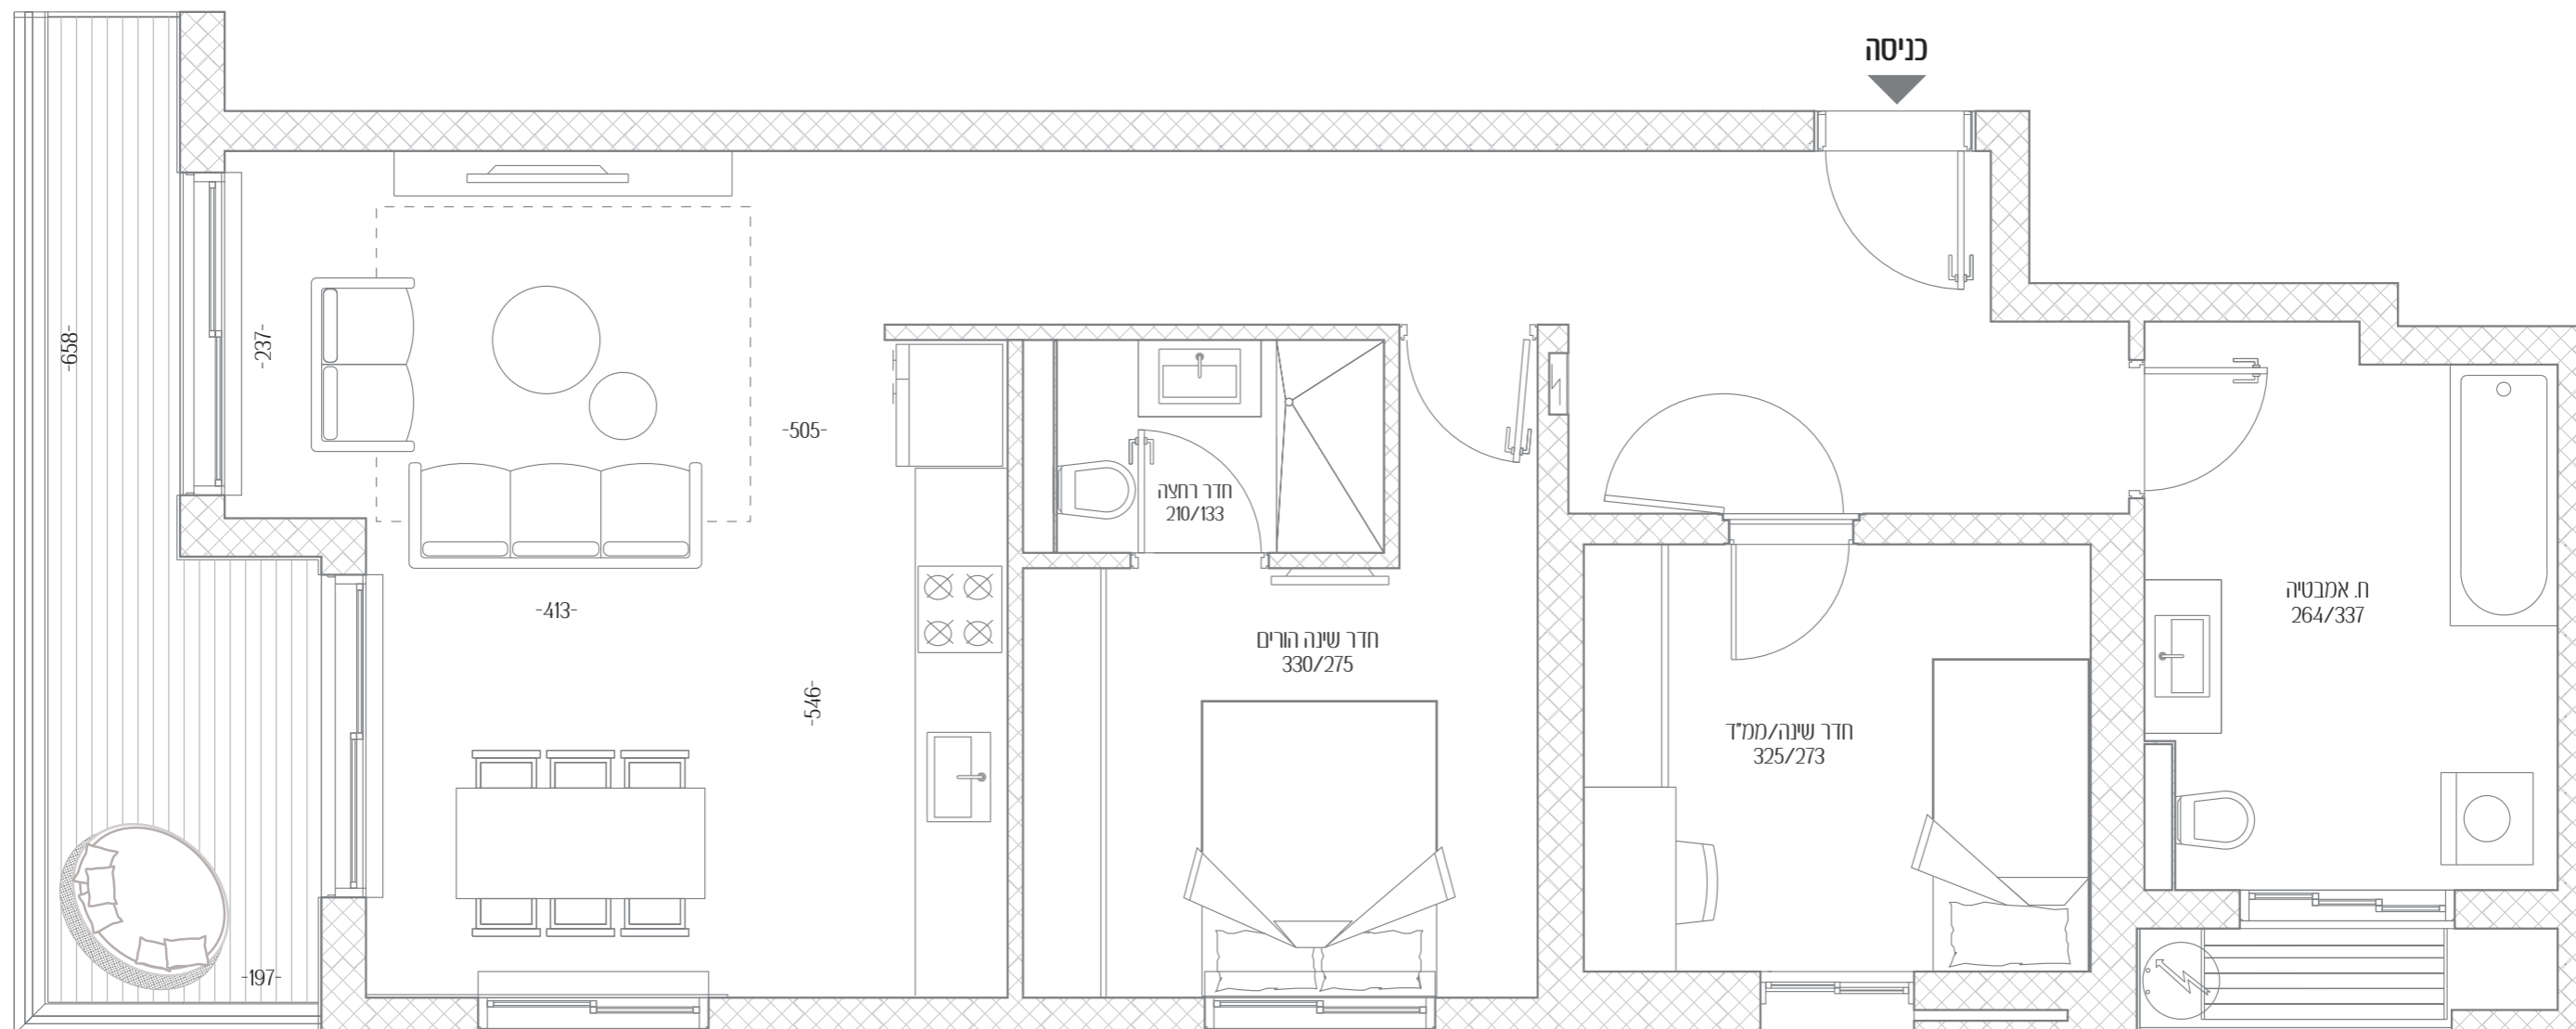 כניסה
-658-
-237-
-505-
חדר רחצה
210/133
ח. אמבטיה
264/337
-413-
חדר שינה הורים
330/275
-546-
חדר שינה/ממ"ד
325/273
-197-